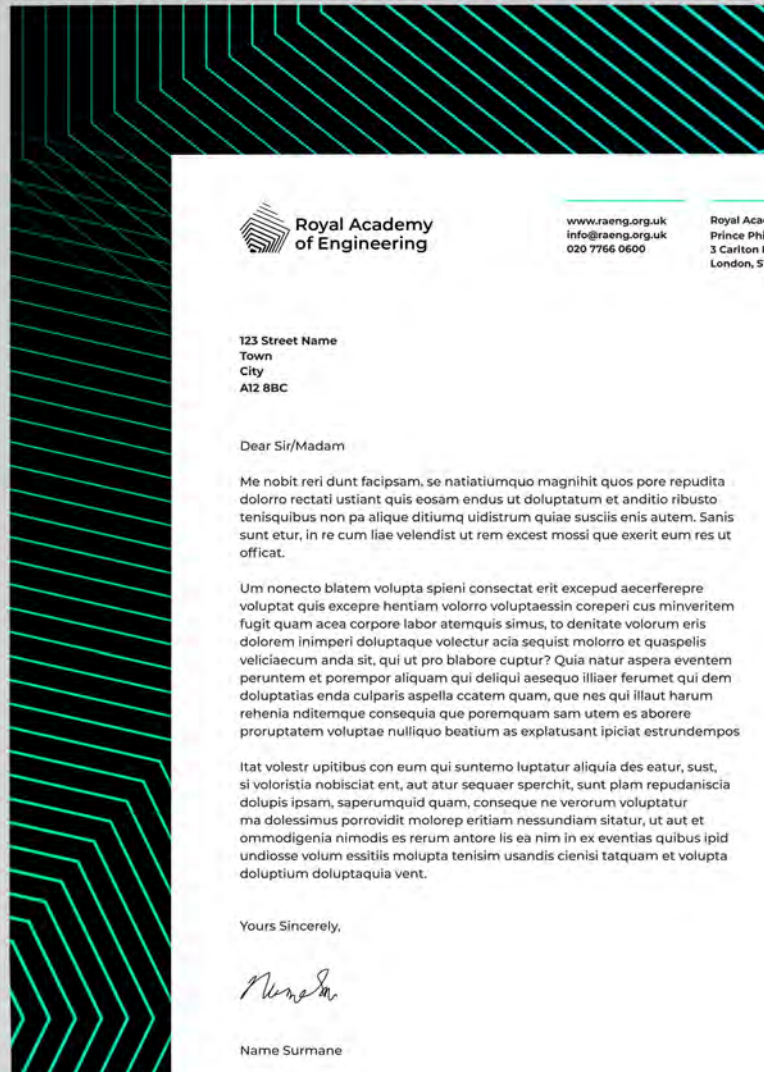 Royal Academy
of Engineering
www.raeng.org.uk
info@raeng.org.uk
020 7766 0600
Royal Aca
Prince Phi
3 Carlton
London, S
123 Street Name
Town
City
A12 8BC
Dear Sir/Madam
Me nobit reri dunt facipsam, se natiatiumquo magnihit quos pore repudita
dolorro rectati ustiant quis eosam endus ut doluptatum et anditio ribusto
tenisquibus non pa alique ditiumq uidistrum quiae susciis enis autem. Sanis
sunt etur, in re cum liae velendist ut rem excest mossi que exerit eum res ut
officat.
Um nonecto blatem volupta spieni consectat erit excepud aecerferepre
voluptat quis excepre hentiam volorro voluptaessin coreperi cus minveritem
fugit quam acea corpore labor atemquis simus, to denitate volorum eris
dolorem inimperi doluptaque volectur acia sequist molorro et quaspelis
veliciaecum anda sit, qui ut pro blabore cuptur? Quia natur aspera eventem
peruntem et porempor aliquam qui deliqui aesequo illiaer ferumet qui dem
doluptatias enda culparis aspella ccatem quam, que nes qui illaut harum
rehenia nditemque consequia que poremquam sam utem es aborere
proruptatem voluptae nulliquo beatium as explatusant ipiciat estrundempos
Itat volestr upitibus con eum qui suntemo luptatur aliquia des eatur, sust,
si voloristia nobisciat ent, aut atur sequaer sperchit, sunt plam repudaniscia
dolupis ipsam, saperumquid quam, conseque ne verorum voluptatur
ma dolessimus porrovidit molorep eritiam nessundiam sitatur, ut aut et
ommodigenia nimodis es rerum antore lis ea nim in ex eventias quibus ipid
undiosse volum essitiis molupta tenisim usandis cienisi tatquam et volupta
doluptium doluptaquia vent.
Yours Sincerely,
Name Surmane